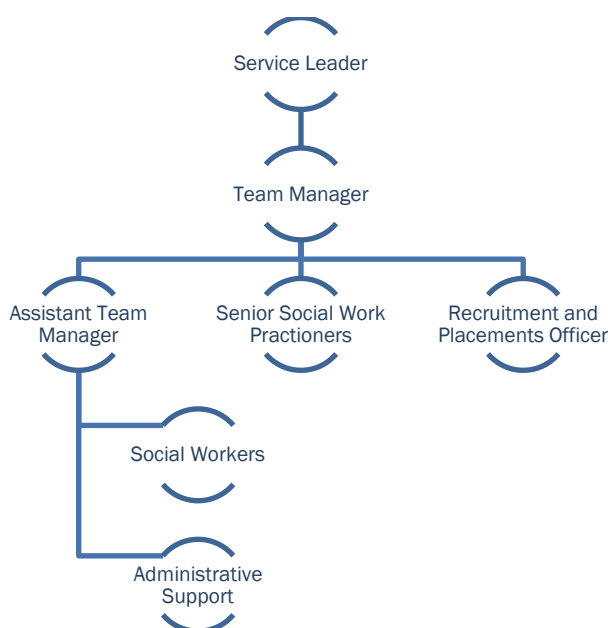 Service Leader
Team Manager
Assistant Team
Manager
Senior Social Work
Practioners
Recruitment and
Placements Officer
Social Workers
Administrative
Support